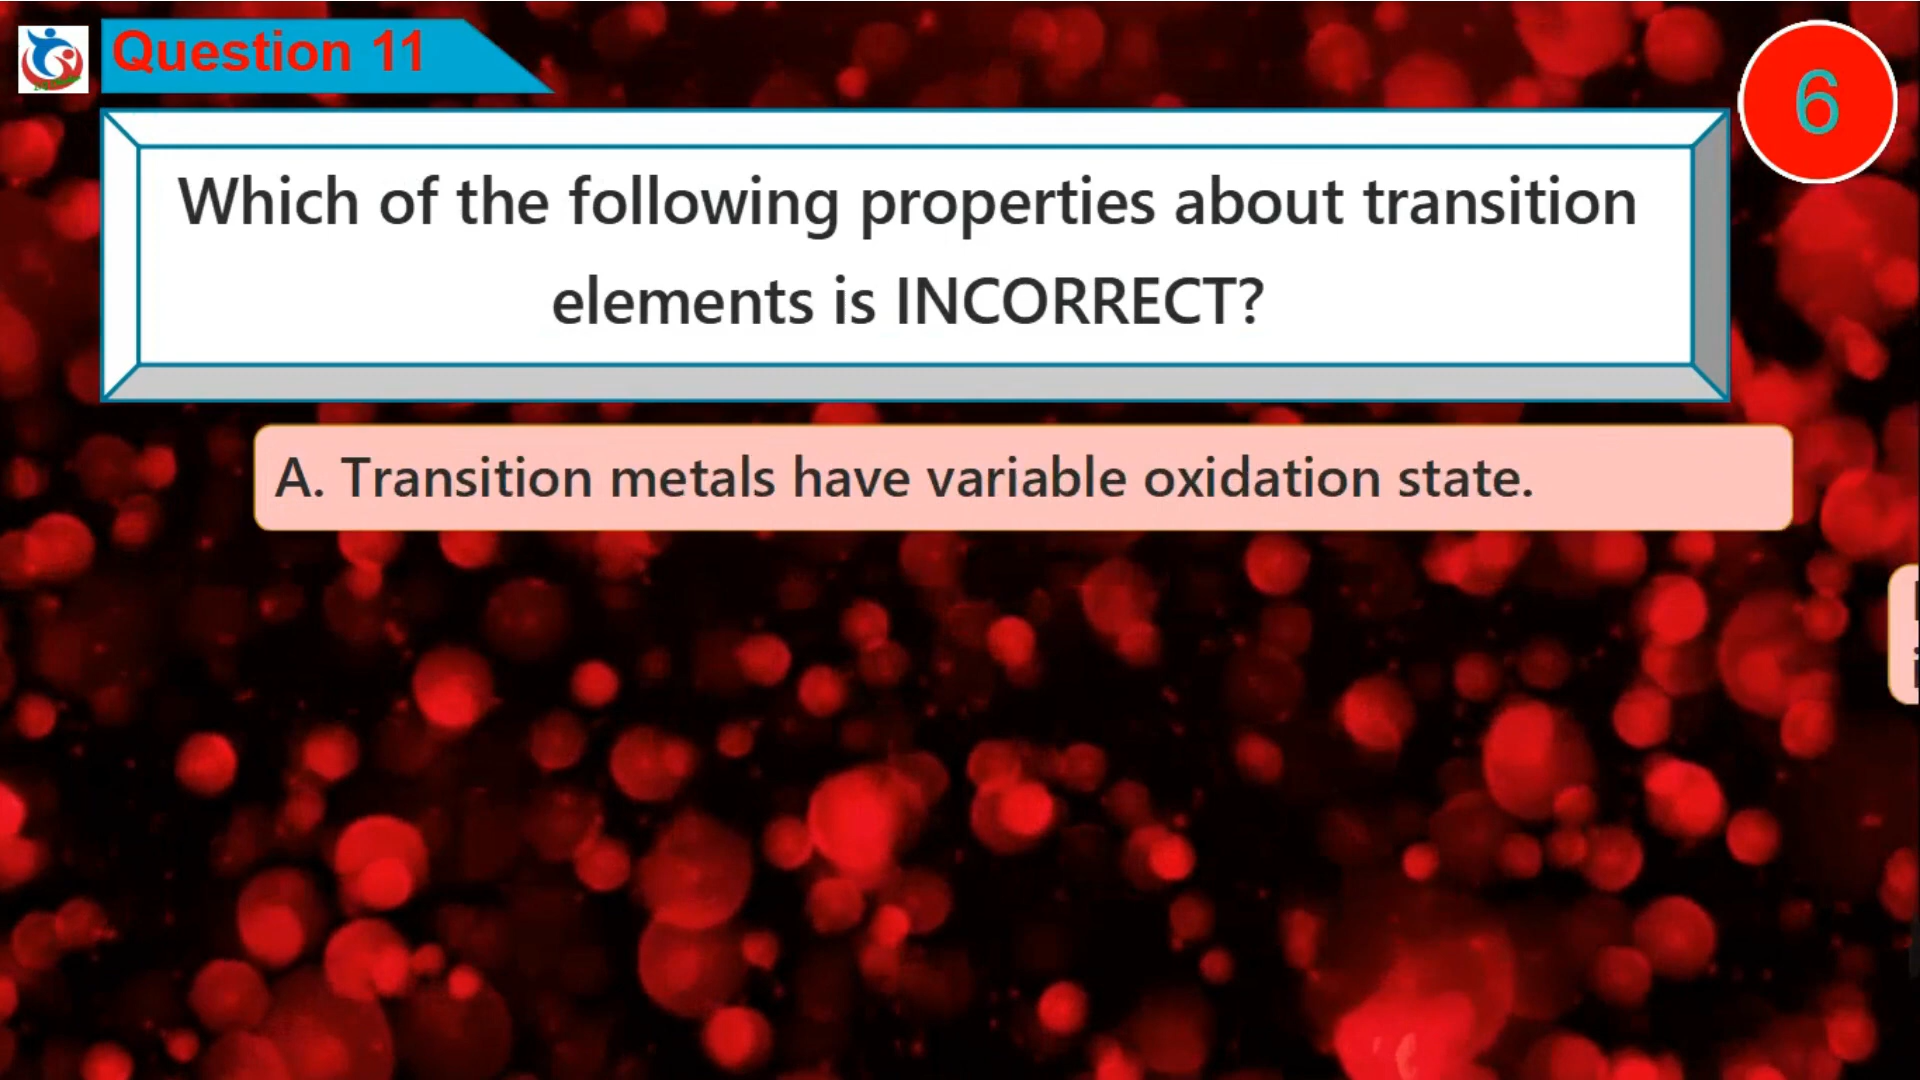 Question 11
6
Which of the following properties about transition
elements is INCORRECT?
A. Transition metals have variable oxidation state.